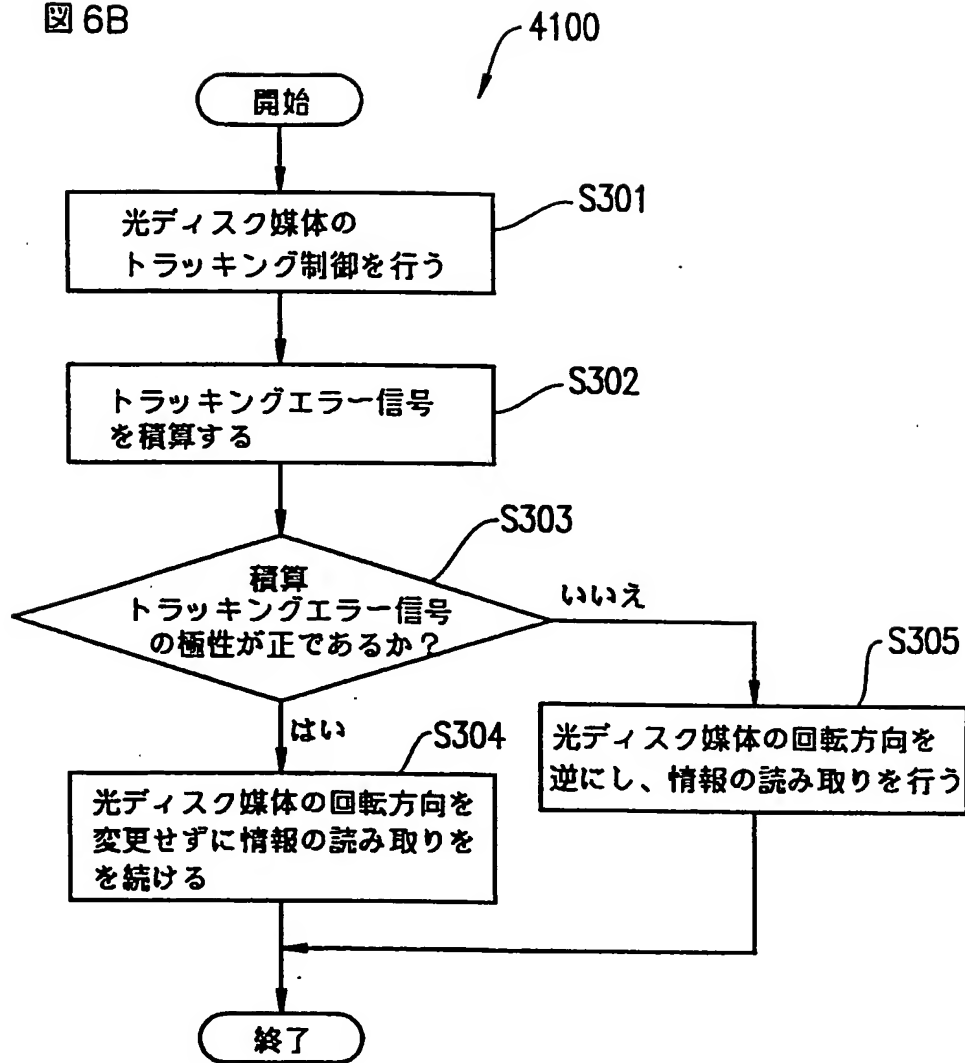 図6B
4100
開始
S301
光ディスク媒体の
トラッキング制御を行う
S302
トラッキングエラー信号
を積算する
S303
積算
トラッキングエラー信号
の極性が正であるか?
いいえ
はい
S304
光ディスク媒体の回転方向を
変更せずに情報の読み取りを
を続ける
S305
光ディスク媒体の回転方向を
逆にし、情報の読み取りを行う
終了